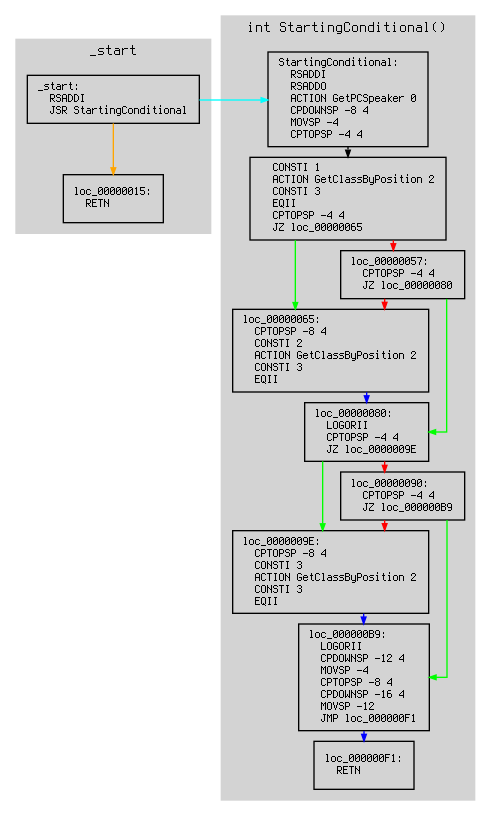 _start
_start:
RSADDI
JSR StartingConditional
loc_00000015:
RETN
int StartingConditional()
StartingConditional:
RSADDI
RSADDO
ACTION GetPCSpeaker 0
CPDOWNSP -8 4
MOVSP -4
CPTOPSP -4 4
CONSTI 1
ACTION GetClassByPosition 2
CONSTI 3
EQII
CPTOPSP -4 4
JZ loc_00000065
loc_00000057:
CPTOPSP -4 4
JZ loc_00000080
loc_00000065:
CPTOPSP -8 4
CONSTI 2
ACTION GetClassByPosition 2
CONSTI 3
EQII
loc_00000080:
LOGORII
CPTOPSP -4 4
JZ loc_0000009E
loc_00000090:
CPTOPSP -4 4
JZ loc_000000B9
loc_0000009E:
CPTOPSP -8 4
CONSTI 3
ACTION GetClassByPosition 2
CONSTI 3
EQII
loc_000000B9:
LOGORII
CPDOWNSP -12 4
MOVSP -4
CPTOPSP -8 4
CPDOWNSP -16 4
MOVSP -12
JMP loc_000000F1
loc_000000F1:
RETN